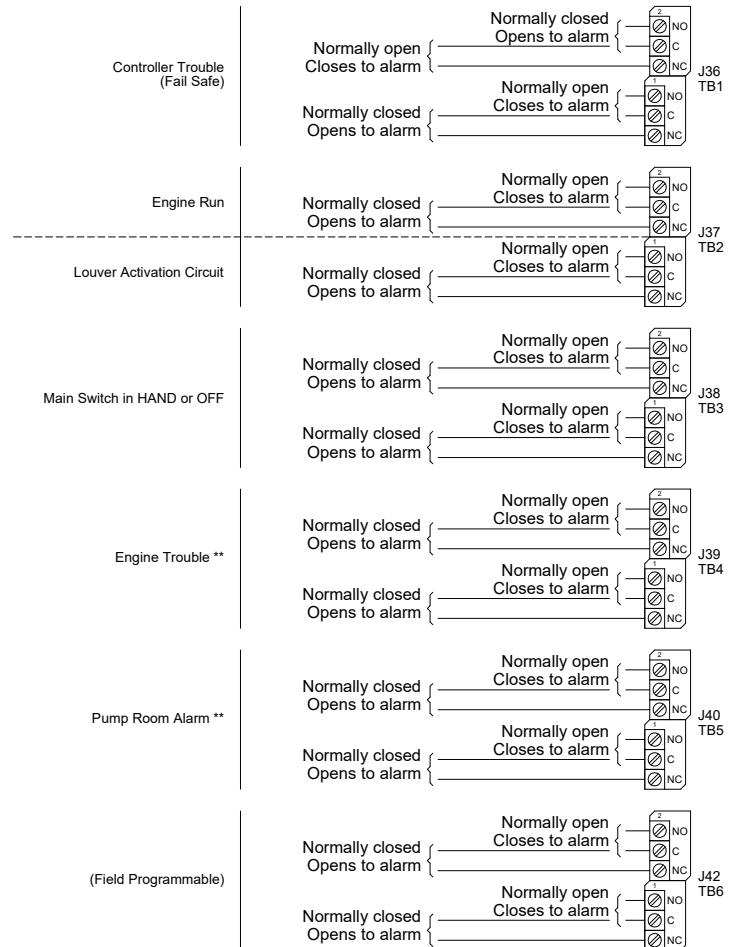 Controller Trouble
(Fail Safe)
Normally closed
Opens to alarm
Normally open
Closes to alarm
2
NO
C
NC
Normally open
Closes to alarm
Normally closed
Opens to alarm
1
NO
C
NC
J36
TB1
Engine Run
Normally open
Closes to alarm
Normally closed
Opens to alarm
2
NO
C
NC
J37
TB2
Louver Activation Circuit
Normally open
Closes to alarm
Normally closed
Opens to alarm
1
NO
C
NC
Main Switch in HAND or OFF
Normally open
Closes to alarm
Normally closed
Opens to alarm
2
NO
C
NC
Normally open
Closes to alarm
Normally closed
Opens to alarm
1
NO
C
NC
J38
TB3
Engine Trouble **
Normally open
Closes to alarm
Normally closed
Opens to alarm
2
NO
C
NC
Normally open
Closes to alarm
Normally closed
Opens to alarm
1
NO
C
NC
J39
TB4
Pump Room Alarm **
Normally open
Closes to alarm
Normally closed
Opens to alarm
2
NO
C
NC
Normally open
Closes to alarm
Normally closed
Opens to alarm
1
NO
C
NC
J40
TB5
(Field Programmable)
Normally open
Closes to alarm
Normally closed
Opens to alarm
2
NO
C
NC
Normally open
Closes to alarm
Normally closed
Opens to alarm
1
NO
C
NC
J42
TB6